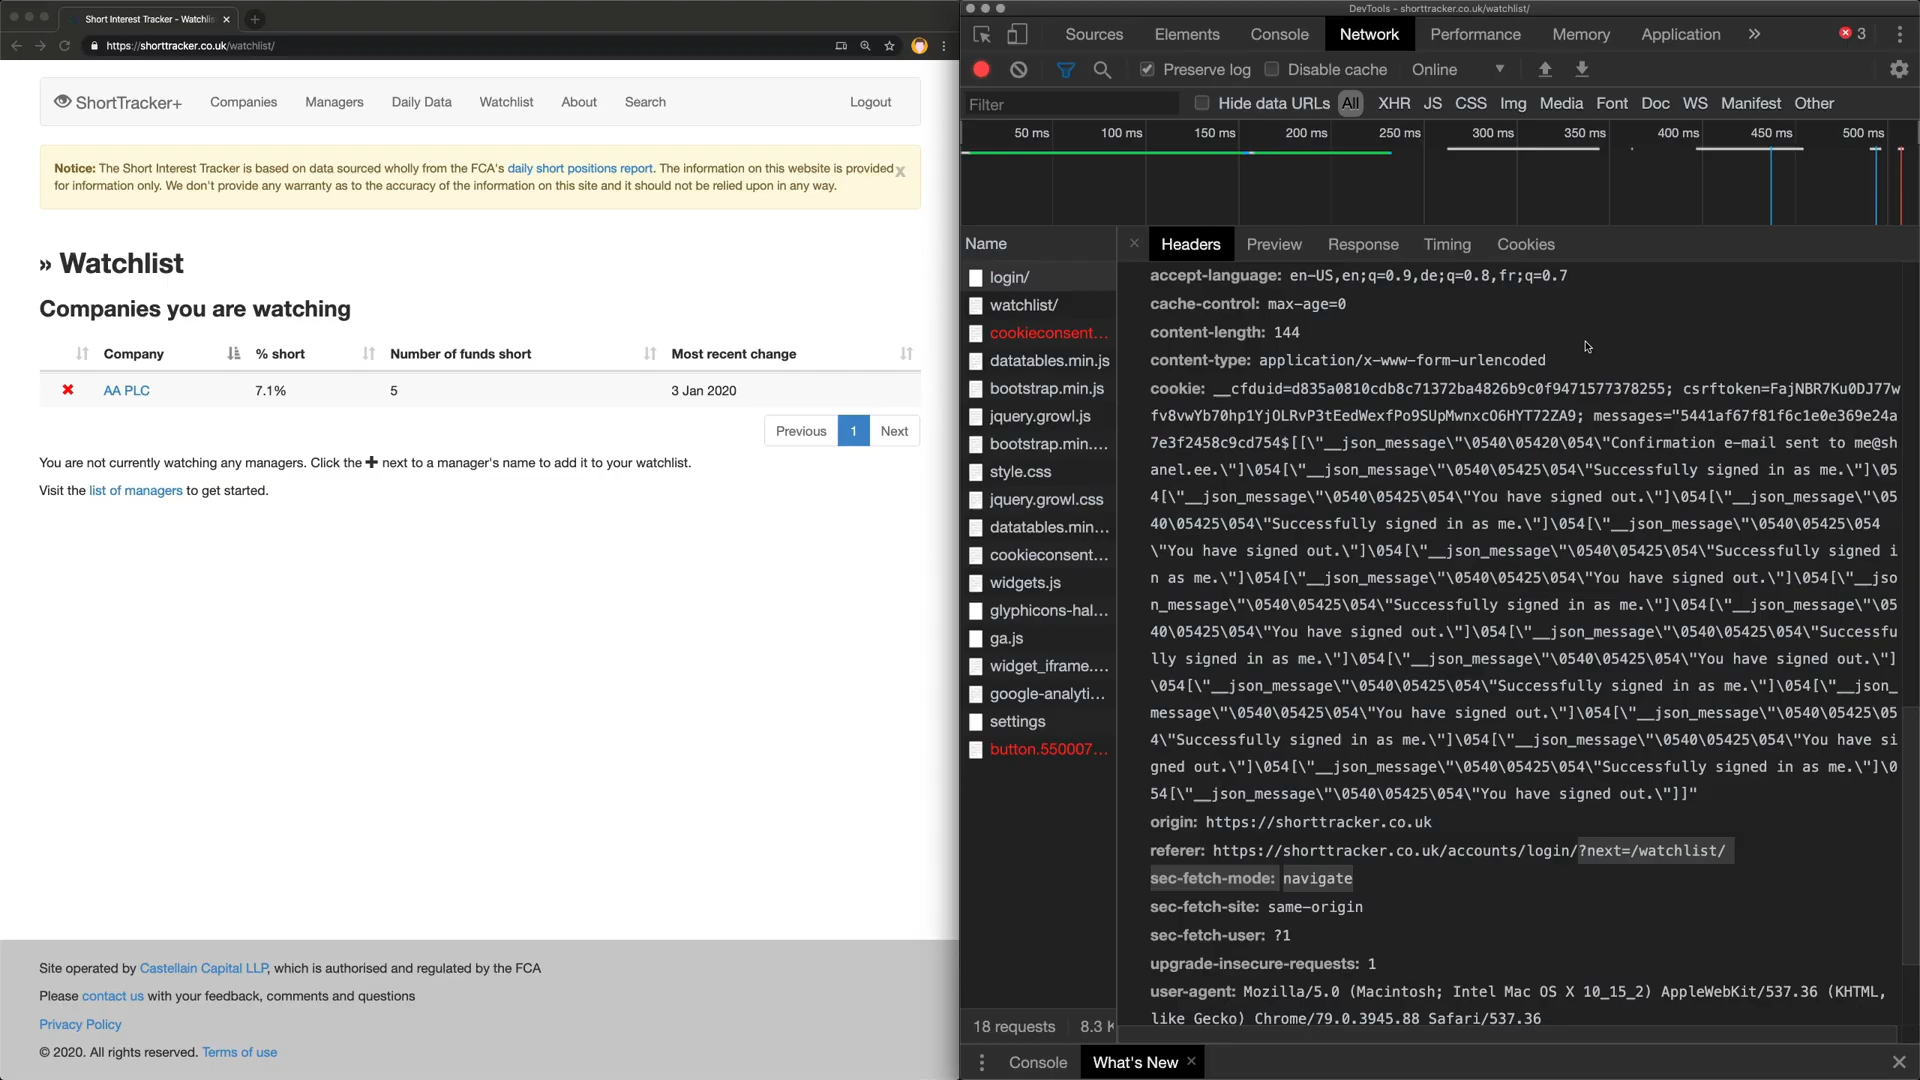 Short Interest Tracker - Watchlis
https://shorttracker.co.uk/watchlist/
ShortTracker+
Companies
Managers
Daily Data
Watchlist
About
Search
Logout
Notice: The Short Interest Tracker is based on data sourced wholly from the FCA's daily short positions report. The information on this website is provided
for information only. We don't provide any warranty as to the accuracy of the information on this site and it should not be relied upon in any way.
x
» Watchlist
Companies you are watching
Company % short Number of funds short Most recent change
AA PLC 7.1% 5 3 Jan 2020
Previous 1 Next
You are not currently watching any managers. Click the + next to a manager's name to add it to your watchlist.
Visit the list of managers to get started.
Site operated by Castellain Capital LLP, which is authorised and regulated by the FCA
Please contact us with your feedback, comments and questions
Privacy Policy
© 2020. All rights reserved. Terms of use
DevTools - shorttracker.co.uk/watchlist/
Sources Elements Console Network Performance Memory Application » 3
Preserve log Disable cache Online
Filter Hide data URLs All XHR JS CSS Img Media Font Doc WS Manifest Other
50 ms 100 ms 150 ms 200 ms 250 ms 300 ms 350 ms 400 ms 450 ms 500 ms
Name
login/
watchlist/
cookieconsent…
datatables.min.js
bootstrap.min.js
jquery.growl.js
bootstrap.min.…
style.css
jquery.growl.css
datatables.min…
cookieconsent…
widgets.js
glyphicons-hal…
ga.js
widget_iframe.…
google-analyti…
settings
button.550007…
18 requests 8.3 K
Headers Preview Response Timing Cookies
accept-language: en-US,en;q=0.9,de;q=0.8,fr;q=0.7
cache-control: max-age=0
content-length: 144
content-type: application/x-www-form-urlencoded
cookie: __cfduid=d835a0810cdb8c71372ba4826b9c0f9471577378255; csrftoken=FajNBR7Ku0DJ77w
fv8vwYb70hp1YjOLRvP3tEedWexfPo9SUpMwnxcO6HYT72ZA9; messages="5441af67f81f6c1e0e369e24a
7e3f2458c9cd754$[[\"__json_message\"\0540\05420\054\"Confirmation e-mail sent to me@sh
anel.ee.\"]\054[\"__json_message\"\0540\05425\054\"Successfully signed in as me.\"]\05
4[\"__json_message\"\0540\05425\054\"You have signed out.\"]\054[\"__json_message\"\05
40\05425\054\"Successfully signed in as me.\"]\054[\"__json_message\"\0540\05425\054
\"You have signed out.\"]\054[\"__json_message\"\0540\05425\054\"Successfully signed i
n as me.\"]\054[\"__json_message\"\0540\05425\054\"You have signed out.\"]\054[\"__jso
n_message\"\0540\05425\054\"Successfully signed in as me.\"]\054[\"__json_message\"\05
40\05425\054\"You have signed out.\"]\054[\"__json_message\"\0540\05425\054\"Successfu
lly signed in as me.\"]\054[\"__json_message\"\0540\05425\054\"You have signed out.\"]
\054[\"__json_message\"\0540\05425\054\"Successfully signed in as me.\"]\054[\"__json_
message\"\0540\05425\054\"You have signed out.\"]\054[\"__json_message\"\0540\05425\05
4\"Successfully signed in as me.\"]\054[\"__json_message\"\0540\05425\054\"You have si
gned out.\"]\054[\"__json_message\"\0540\05425\054\"Successfully signed in as me.\"]\0
54[\"__json_message\"\0540\05425\054\"You have signed out.\"]]"
origin: https://shorttracker.co.uk
referer: https://shorttracker.co.uk/accounts/login/?next=/watchlist/
sec-fetch-mode: navigate
sec-fetch-site: same-origin
sec-fetch-user: ?1
upgrade-insecure-requests: 1
user-agent: Mozilla/5.0 (Macintosh; Intel Mac OS X 10_15_2) AppleWebKit/537.36 (KHTML,
like Gecko) Chrome/79.0.3945.88 Safari/537.36
Console What's New